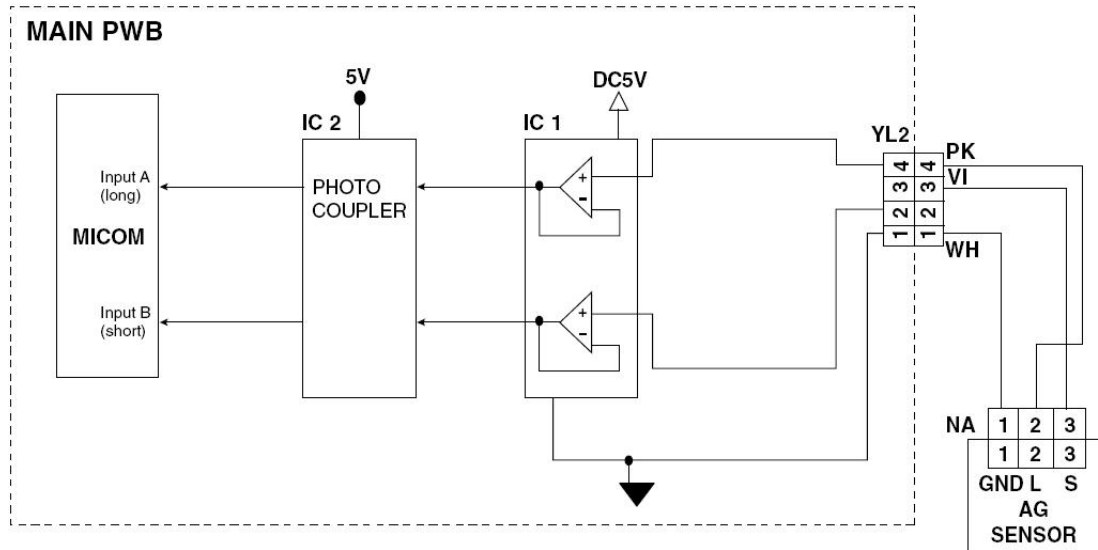 MAIN PWB
5V
DC5V
IC 2
IC 1
YL2
PK
4 4
VI
3 3
2 2
1 1
WH
Input A
(long)
PHOTO
COUPLER
+
-
MICOM
Input B
(short)
+
-
NA
1 2 3
1 2 3
GND L S
AG
SENSOR